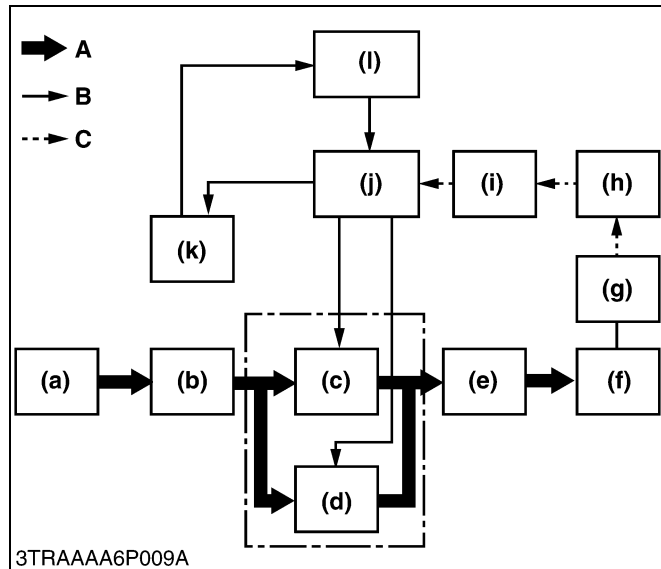 A
B
C
(l)
(j)
(i)
(h)
(k)
(g)
(a)
(b)
(c)
(e)
(f)
(d)
3TRAAAA6P009A